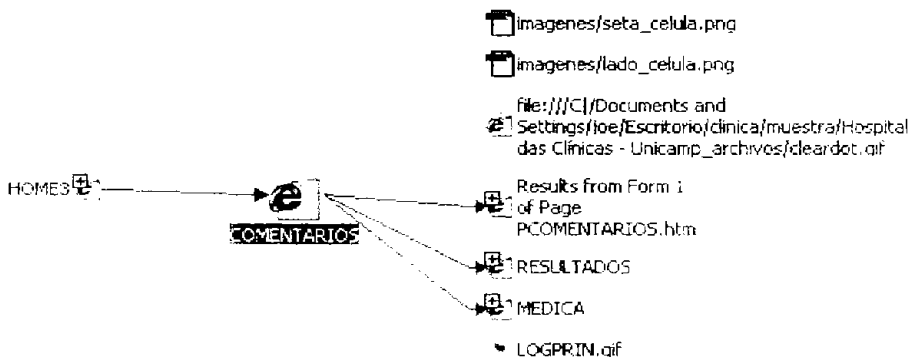 imagenes/seta_celula.png
imagenes/lado_celula.png
file:///C|/Documents and
Settings/Joe/Escritorio/clinica/muestra/Hospital
das Clínicas - Unicamp_archivos/cleardot.gif
HOME3
COMENTARIOS
Results from Form 1
of Page
PCOMENTARIOS.htm
RESULTADOS
MEDICA
LOGPRIN.gif